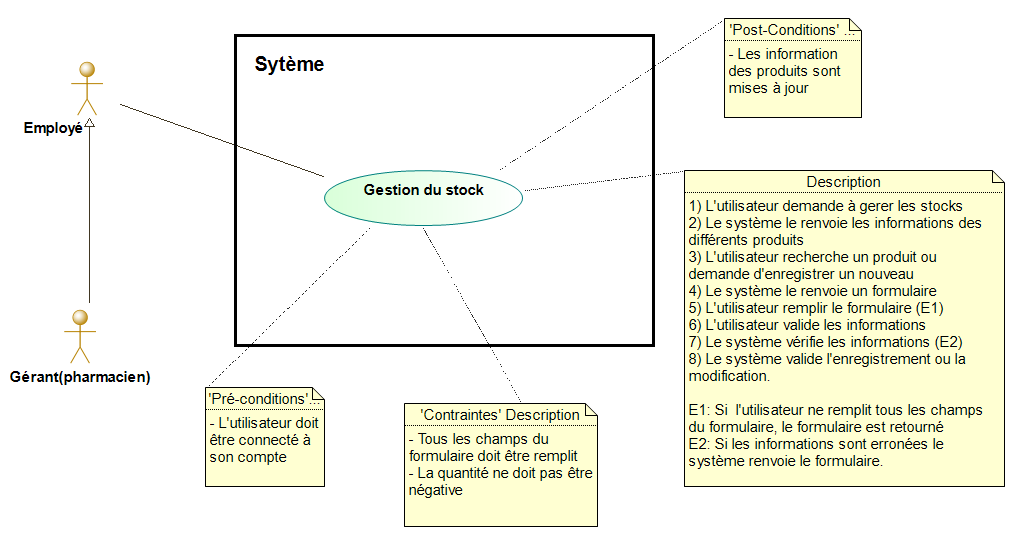 'Post-Conditions' ...
- Les information
des produits sont
mises à jour
Sytème
Employé
Gestion du stock
Description
1) L'utilisateur demande à gerer les stocks
2) Le système le renvoie les informations des
différents produits
3) L'utilisateur recherche un produit ou
demande d'enregistrer un nouveau
4) Le système le renvoie un formulaire
5) L'utilisateur remplir le formulaire (E1)
6) L'utilisateur valide les informations
7) Le système vérifie les informations (E2)
8) Le système valide l'enregistrement ou la
modification.
E1: Si l'utilisateur ne remplit tous les champs
du formulaire, le formulaire est retourné
E2: Si les informations sont erronées le
système renvoie le formulaire.
Gérant(pharmacien)
'Pré-conditions'...
- L'utilisateur doit
être connecté à
son compte
'Contraintes' Description
- Tous les champs du
formulaire doit être remplit
- La quantité ne doit pas être
négative